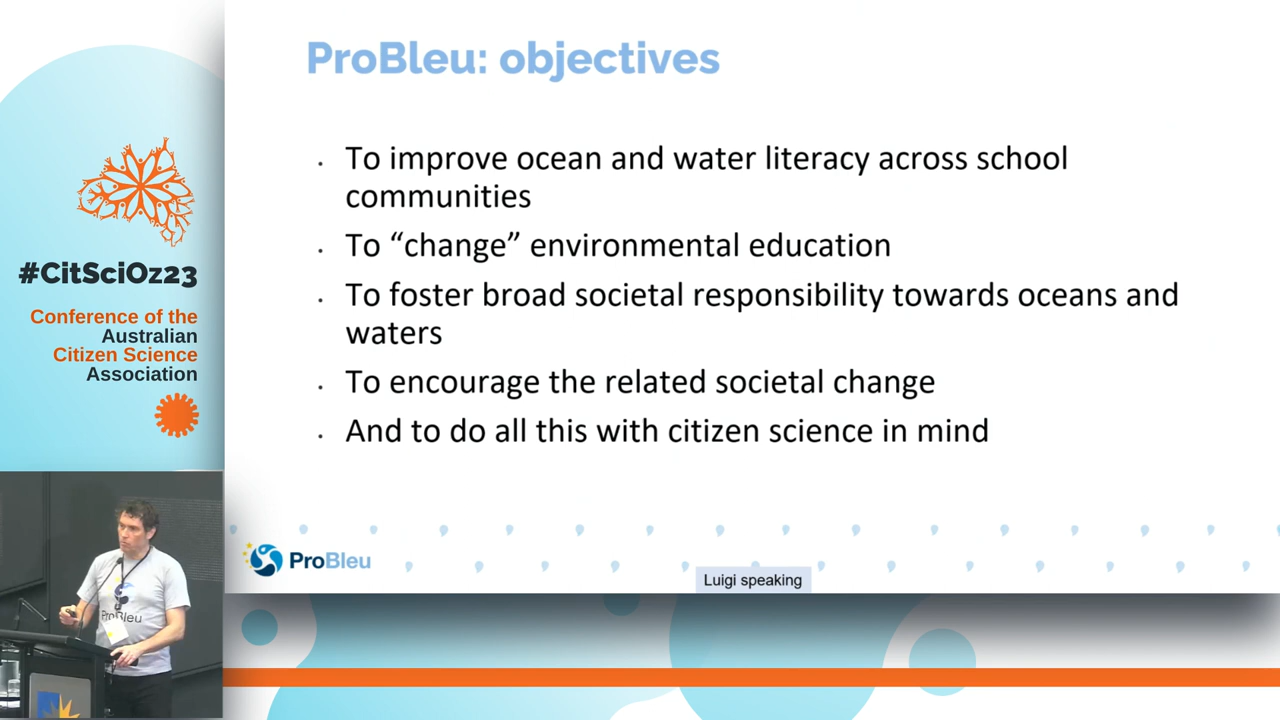 ProBleu: objectives
To improve ocean and water literacy across school
communities
To “change” environmental education
To foster broad societal responsibility towards oceans and
waters
To encourage the related societal change
And to do all this with citizen science in mind
#CitSciOz23
Conference of the
Australian
Citizen Science
Association
ProBleu
Luigi speaking
ProBleu